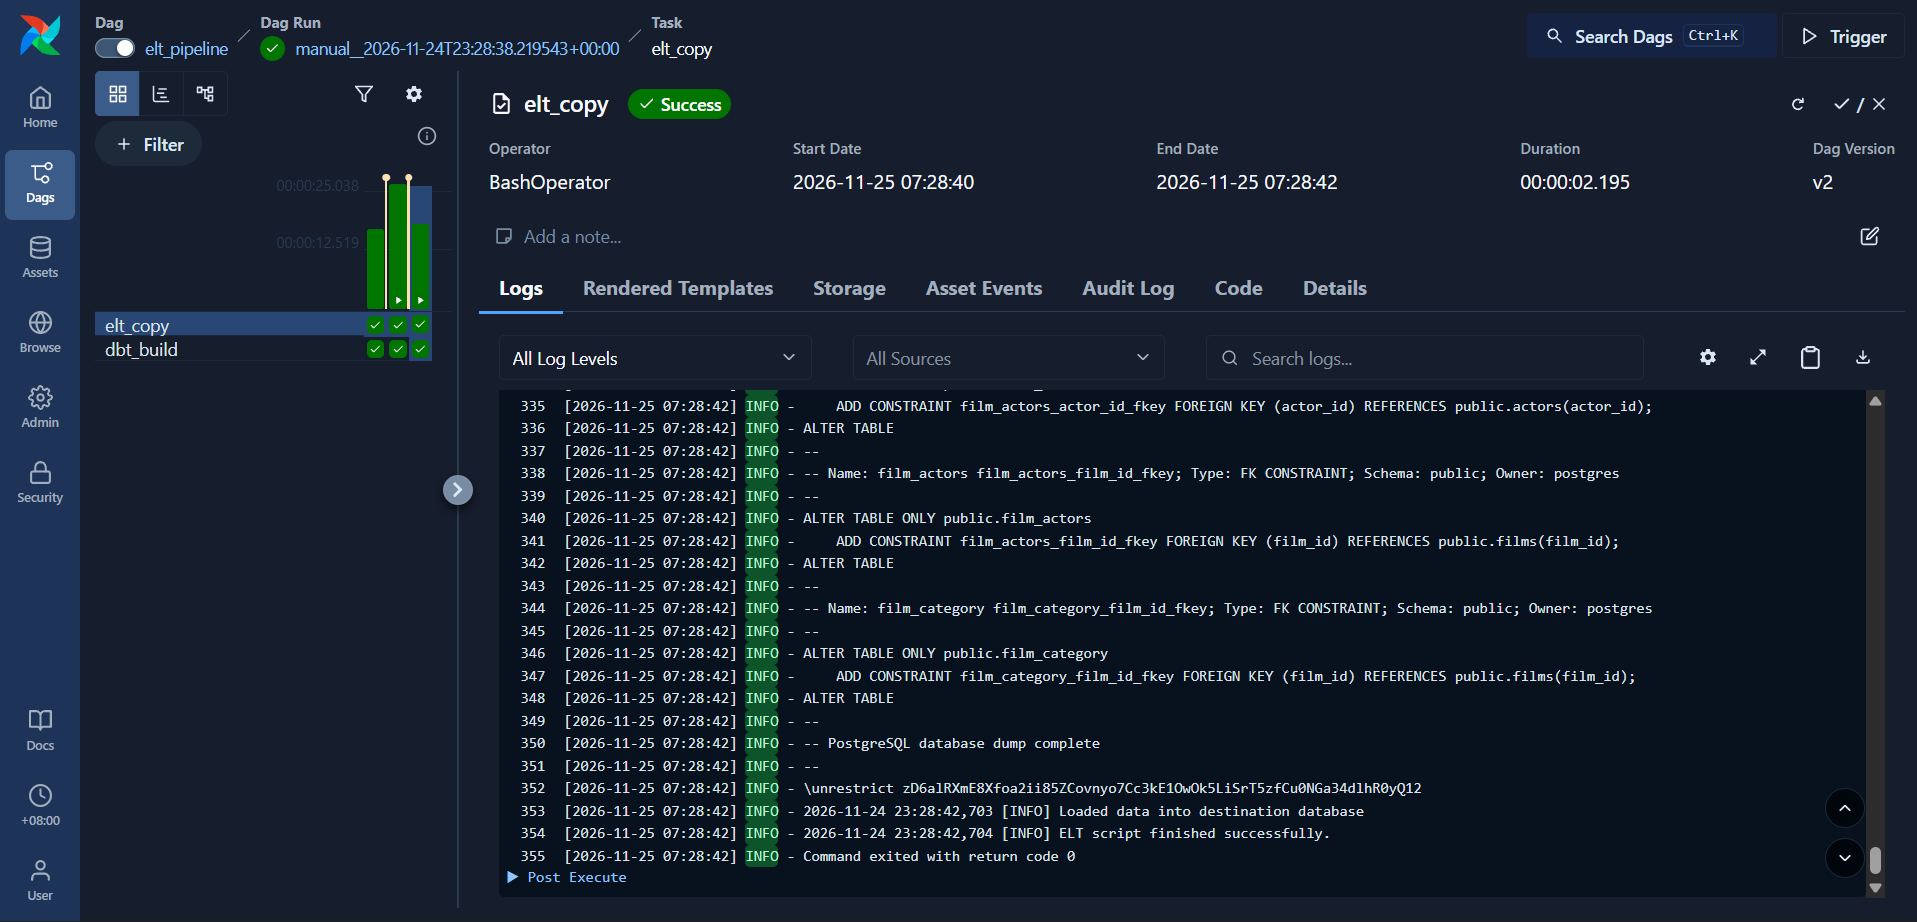 Dag
elt_pipeline
Dag Run
manual__2026-11-24T23:28:38.219543+00:00
Task
elt_copy
Search Dags Ctrl+K
Trigger
Home
Dags
Assets
Browse
Admin
Security
Docs
+08:00
User
Filter
00:00:25.038
00:00:12.519
elt_copy
dbt_build
elt_copy Success
Operator Start Date End Date Duration Dag Version
BashOperator 2026-11-25 07:28:40 2026-11-25 07:28:42 00:00:02.195 v2
Add a note...
Logs Rendered Templates Storage Asset Events Audit Log Code Details
All Log Levels All Sources Search logs...
335 [2026-11-25 07:28:42] INFO -     ADD CONSTRAINT film_actors_actor_id_fkey FOREIGN KEY (actor_id) REFERENCES public.actors(actor_id);
336 [2026-11-25 07:28:42] INFO - ALTER TABLE
337 [2026-11-25 07:28:42] INFO - --
338 [2026-11-25 07:28:42] INFO - -- Name: film_actors film_actors_film_id_fkey; Type: FK CONSTRAINT; Schema: public; Owner: postgres
339 [2026-11-25 07:28:42] INFO - --
340 [2026-11-25 07:28:42] INFO - ALTER TABLE ONLY public.film_actors
341 [2026-11-25 07:28:42] INFO -     ADD CONSTRAINT film_actors_film_id_fkey FOREIGN KEY (film_id) REFERENCES public.films(film_id);
342 [2026-11-25 07:28:42] INFO - ALTER TABLE
343 [2026-11-25 07:28:42] INFO - --
344 [2026-11-25 07:28:42] INFO - -- Name: film_category film_category_film_id_fkey; Type: FK CONSTRAINT; Schema: public; Owner: postgres
345 [2026-11-25 07:28:42] INFO - --
346 [2026-11-25 07:28:42] INFO - ALTER TABLE ONLY public.film_category
347 [2026-11-25 07:28:42] INFO -     ADD CONSTRAINT film_category_film_id_fkey FOREIGN KEY (film_id) REFERENCES public.films(film_id);
348 [2026-11-25 07:28:42] INFO - ALTER TABLE
349 [2026-11-25 07:28:42] INFO - --
350 [2026-11-25 07:28:42] INFO - -- PostgreSQL database dump complete
351 [2026-11-25 07:28:42] INFO - --
352 [2026-11-25 07:28:42] INFO - \unrestrict zD6alRXmE8Xfoa2ii85ZCovnyo7Cc3kE1OwOk5LiSrT5zfCu0NGa34dlhR0yQ12
353 [2026-11-25 07:28:42] INFO - 2026-11-24 23:28:42,703 [INFO] Loaded data into destination database
354 [2026-11-25 07:28:42] INFO - 2026-11-24 23:28:42,704 [INFO] ELT script finished successfully.
355 [2026-11-25 07:28:42] INFO - Command exited with return code 0
Post Execute